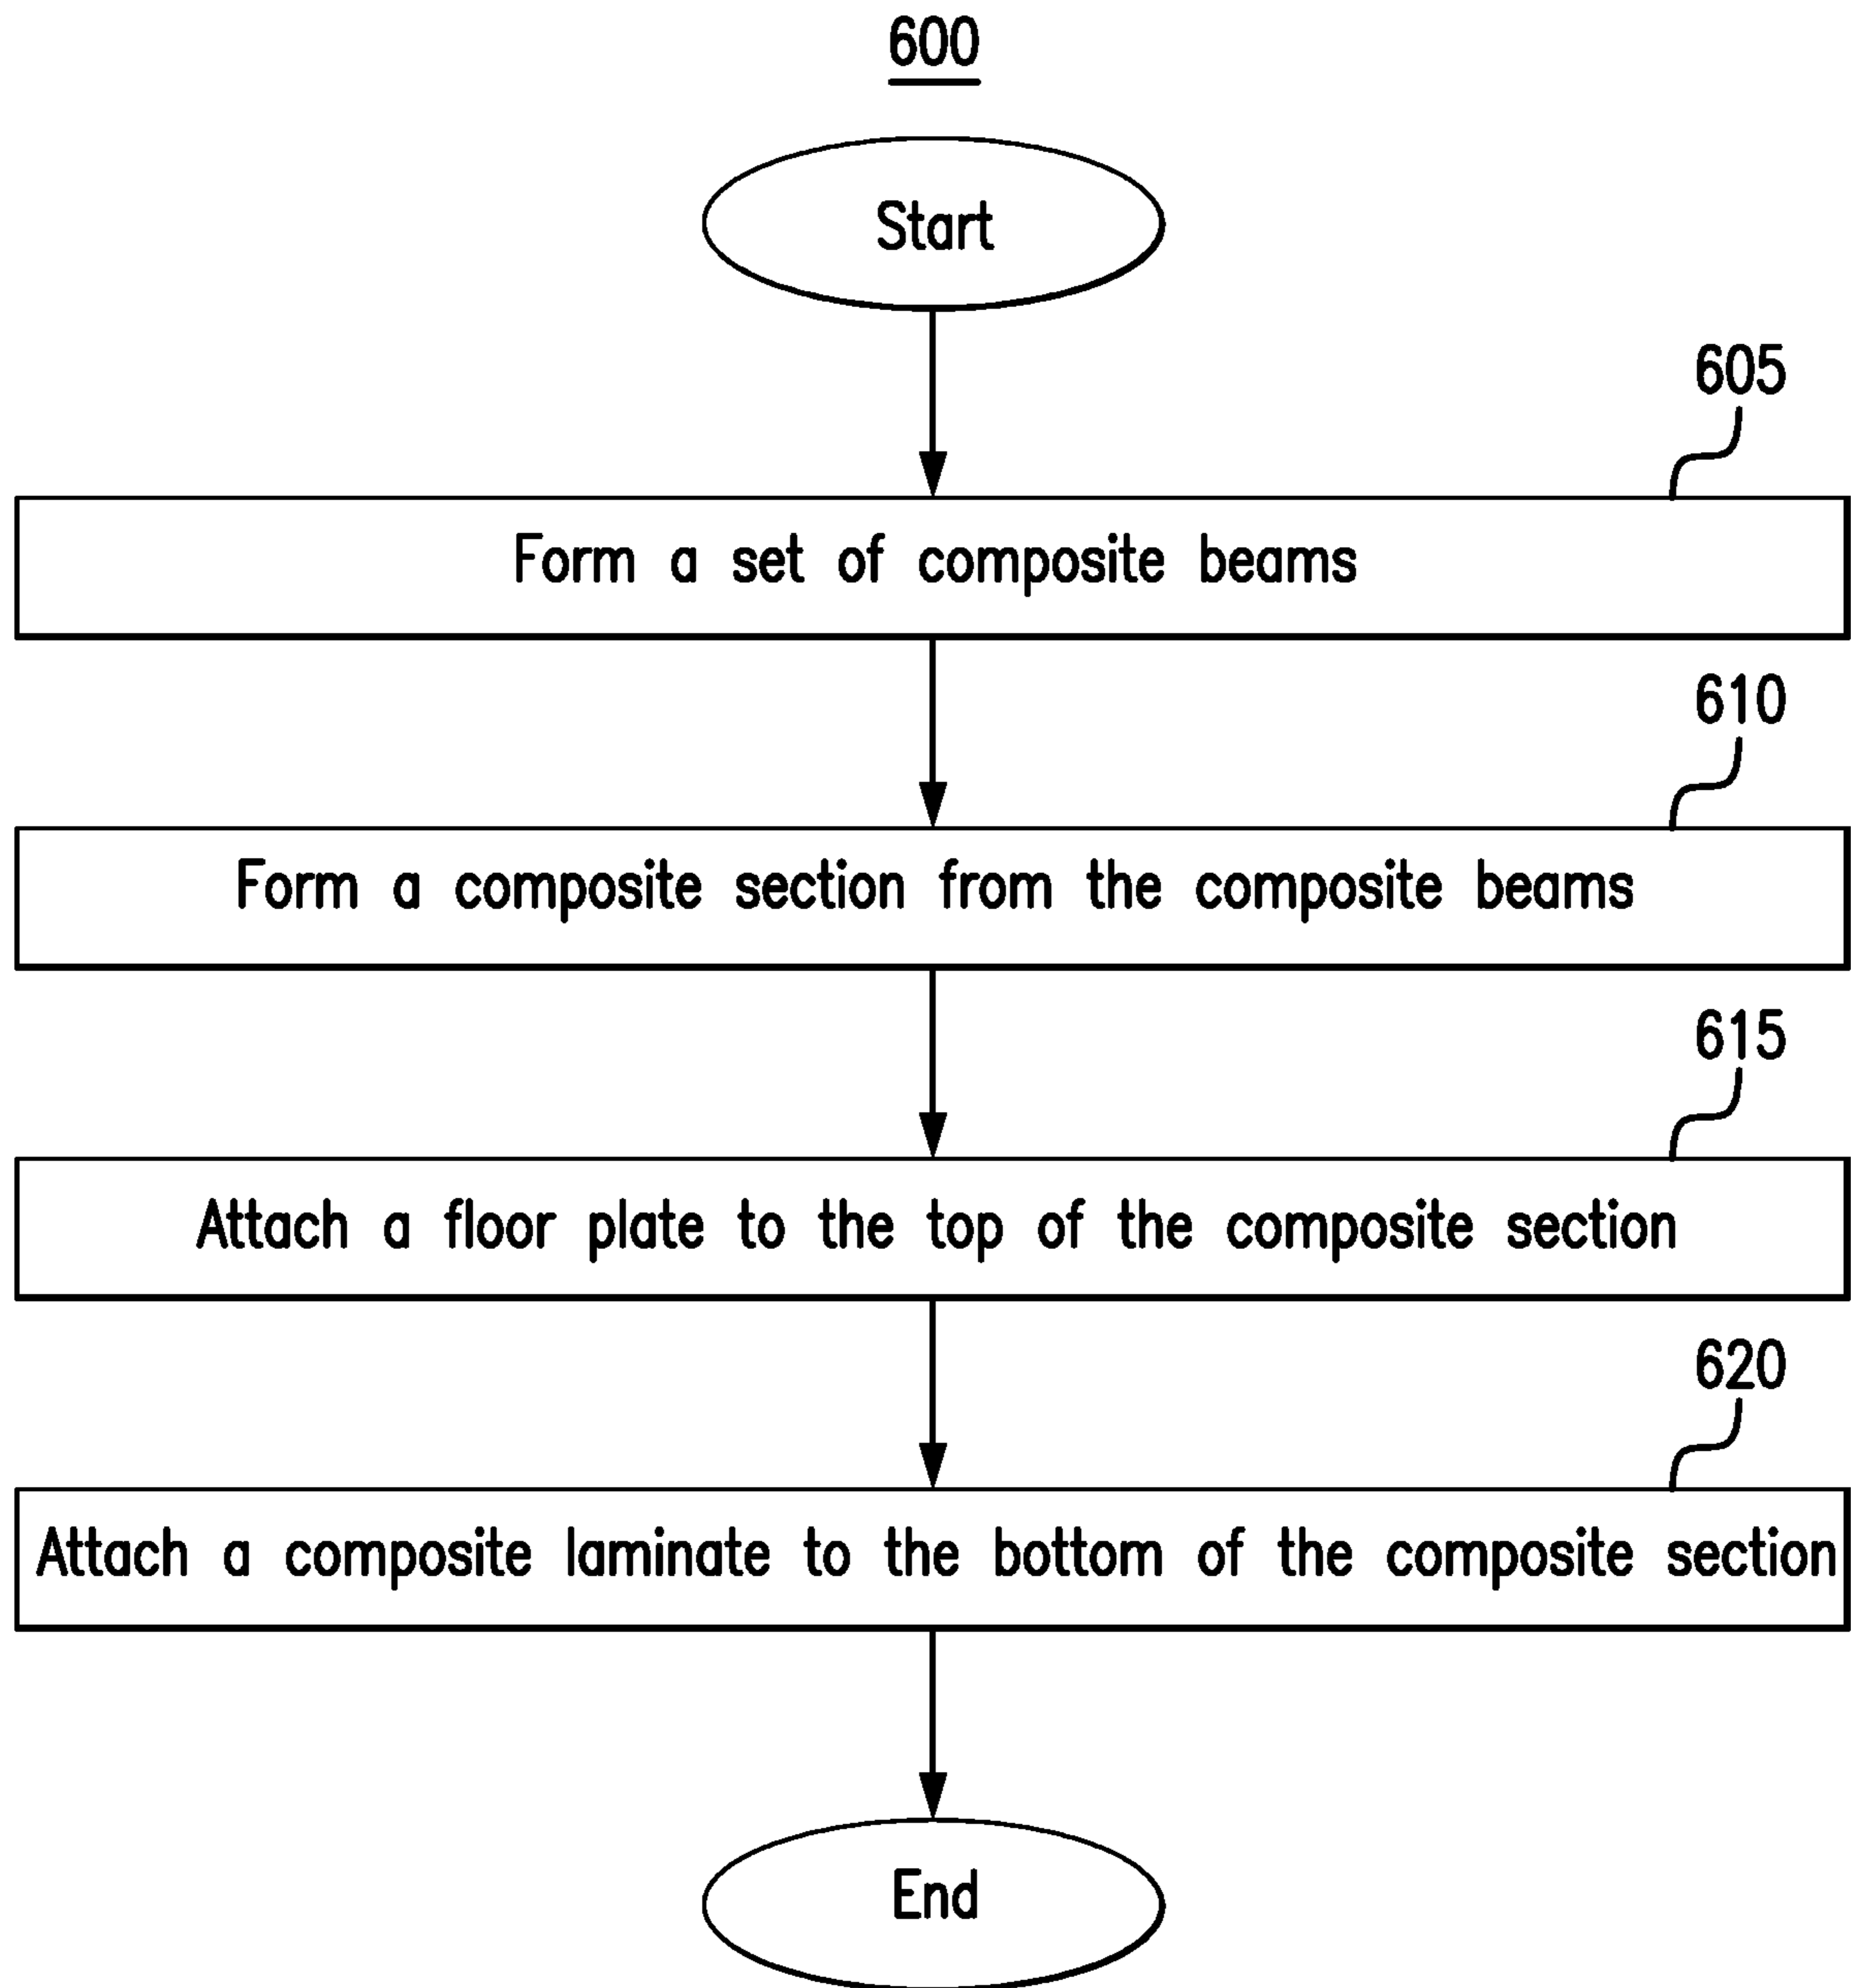 600
Start
605
Form a set of composite beams
610
Form a composite section from the composite beams
615
Attach a floor plate to the top of the composite section
620
Attach a composite laminate to the bottom of the composite section
End